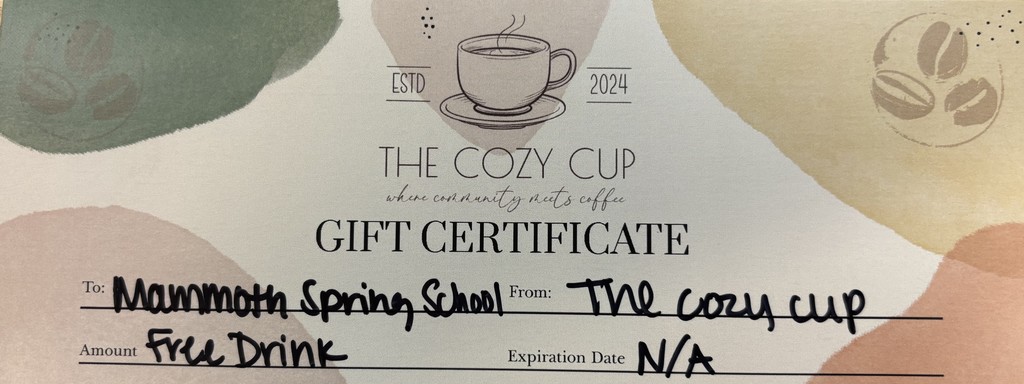 ESTD 2024
THE COZY CUP
where community meets coffee
GIFT CERTIFICATE
To: Mammoth Spring School From: The cozy cup
Amount Free Drink Expiration Date N/A